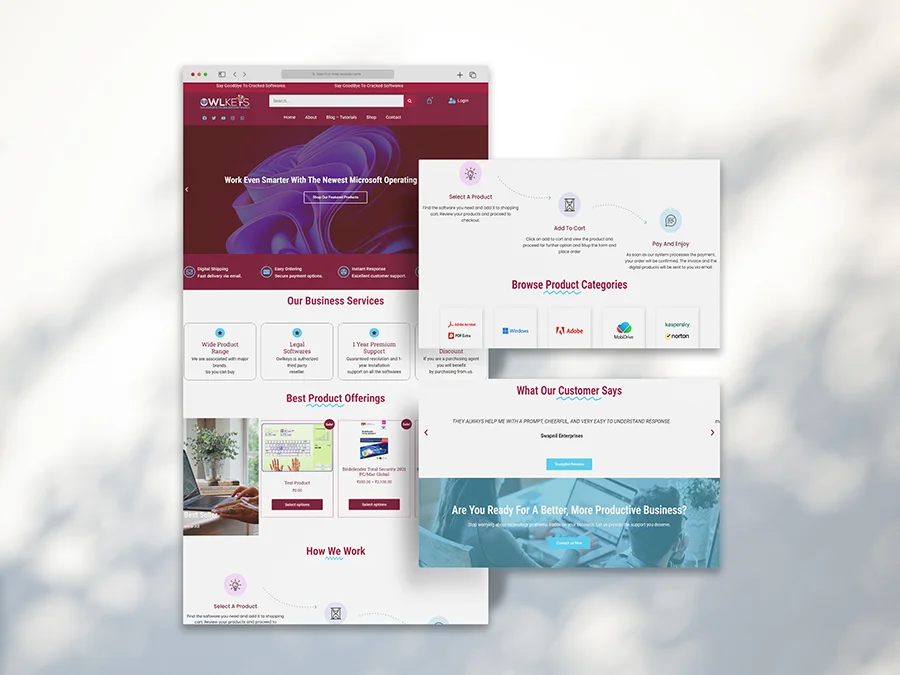 Say GoodBye To Cracked Softwares
Say GoodBye To Cracked Softwares
OWLKEYS
Search...
Login
Home
About
Blog – Tutorials
Shop
Contact
Work Even Smarter With The Newest Microsoft Operating
Shop Our Featured Products
Digital Shipping
Fast delivery via email.
Easy Ordering
Secure payment options.
Instant Response
Excellent customer support.
Our Business Services
Wide Product
Range
We are associated with major
brands.
So you can buy
Legal
Softwares
Owlkeys is authorized
third party
reseller.
1 Year Premium
Support
Guaranteed resolution and 1-
year installation
support on all the softwares
Discount
If you are a purchasing agent
you will benefit
by purchasing from us.
Best Product Offerings
Best Selling
Sale!
Test Product
₹0.00
Select options
Sale!
Bitdefender Total Security 2021
PC/Mac Global
Select options
How We Work
Select A Product
Find the software you need and add it to shopping
cart. Review your products and proceed to
Select A Product
Find the software you need and add it to shopping
cart. Review your products and proceed to
checkout.
Add To Cart
Click on add to cart and view the product and
proceed for further option and fillup the form and
place order
Pay And Enjoy
As soon as our system processes the payment,
your order will be confirmed. The invoice and the
digital products will be sent to you via email.
Browse Product Categories
Adobe Acrobat
PDF Extra
Windows
Adobe
MobiDrive
kaspersky
norton
What Our Customer Says
THEY ALWAYS HELP ME WITH A PROMPT, CHEERFUL, AND VERY EASY TO UNDERSTAND RESPONSE.
Swapnil Enterprises
Trustpilot Reviews
Are You Ready For A Better, More Productive Business?
Stop worrying about technology problems. Focus on your business. Let us provide the support you deserve.
Contact us Now